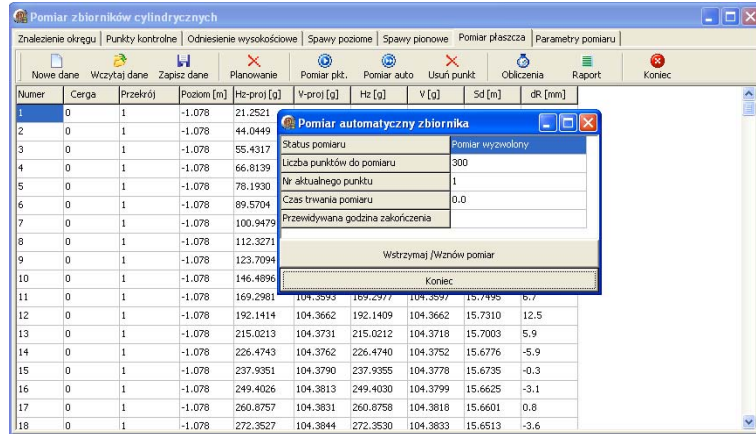 Pomiar zbiorników cylindrycznych
Znalezienie okręgu Punkty kontrolne Odniesienie wysokościowe Spawy poziome Spawy pionowe Pomiar płaszcza Parametry pomiaru
Nowe dane Wczytaj dane Zapisz dane Planowanie Pomiar pkt. Pomiar auto Usuń punkt Obliczenia Raport Koniec
Numer Cerga Przekrój Poziom [m] Hz-proj [g] V-proj [g] Hz [g] V [g] Sd [m] dR [mm]
1 0 1 -1.078 21.2521
2 0 1 -1.078 44.0449
3 0 1 -1.078 55.4317
4 0 1 -1.078 66.8139
5 0 1 -1.078 78.1930
6 0 1 -1.078 89.5704
7 0 1 -1.078 100.9479
8 0 1 -1.078 112.3271
9 0 1 -1.078 123.7094
10 0 1 -1.078 146.4896
11 0 1 -1.078 169.2981 104.3593 169.2977 104.3597 15.7495 6.7
12 0 1 -1.078 192.1414 104.3662 192.1409 104.3662 15.7310 12.5
13 0 1 -1.078 215.0213 104.3731 215.0212 104.3718 15.7003 5.9
14 0 1 -1.078 226.4743 104.3762 226.4740 104.3752 15.6776 -5.9
15 0 1 -1.078 237.9351 104.3790 237.9355 104.3778 15.6735 -0.3
16 0 1 -1.078 249.4026 104.3813 249.4030 104.3799 15.6625 -3.1
17 0 1 -1.078 260.8757 104.3831 260.8758 104.3818 15.6601 0.8
18 0 1 -1.078 272.3527 104.3844 272.3530 104.3833 15.6513 -3.6
Pomiar automatyczny zbiornika
Status pomiaru Pomiar wyzwolony
Liczba punktów do pomiaru 300
Nr aktualnego punktu 1
Czas trwania pomiaru 0.0
Przewidywana godzina zakończenia
Wstrzymaj /Wznów pomiar
Koniec